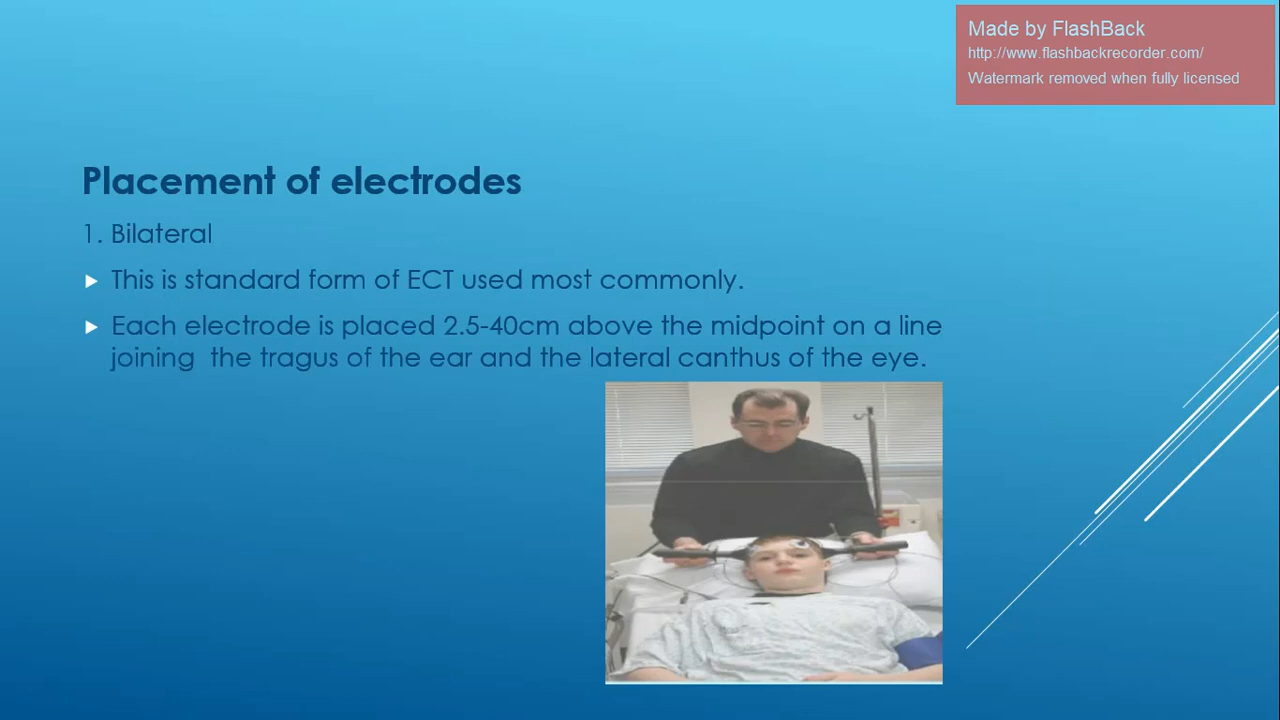 Made by FlashBack
http://www.flashbackrecorder.com/
Watermark removed when fully licensed
Placement of electrodes
1. Bilateral
This is standard form of ECT used most commonly.
Each electrode is placed 2.5-40cm above the midpoint on a line
joining the tragus of the ear and the lateral canthus of the eye.